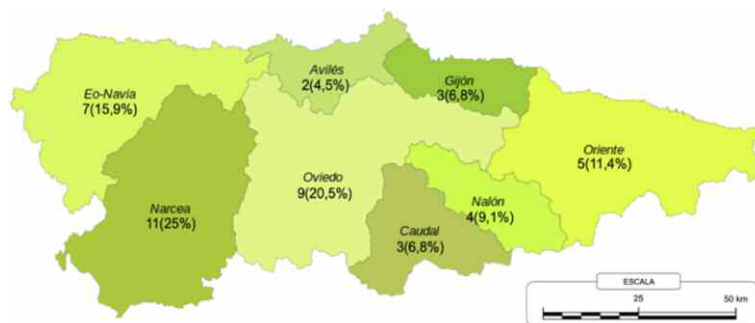 Avilés
2(4,5%)
Gijón
3(6,8%)
Eo-Navia
7(15,9%)
Oriente
5(11,4%)
Oviedo
9(20,5%)
Nalón
4(9,1%)
Narcea
11(25%)
Caudal
3(6,8%)
ESCALA
25
50 km